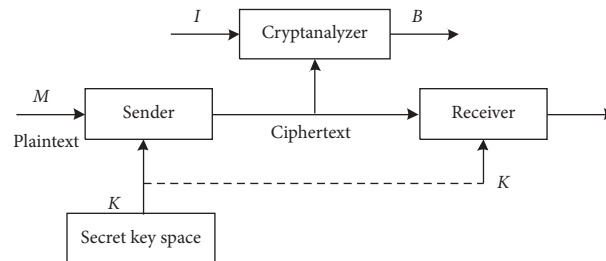 I
Cryptanalyzer
B
M
Sender
Receiver
Plaintext
Ciphertext
K
K
Secret key space